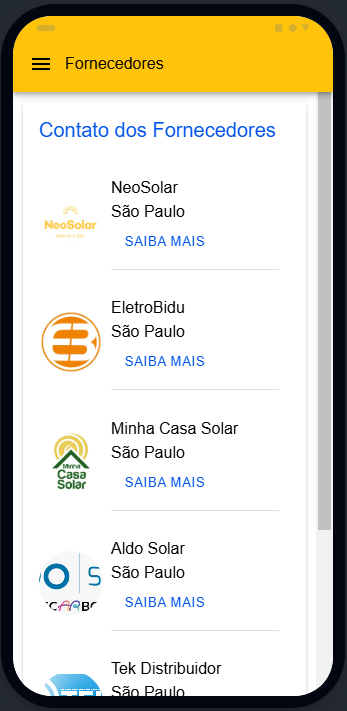 Fornecedores
Contato dos Fornecedores
NeoSolar
São Paulo
NeoSolar
SAIBA MAIS
EletroBidu
São Paulo
SAIBA MAIS
Minha Casa Solar
São Paulo
Minha
Casa
Solar
SAIBA MAIS
Aldo Solar
São Paulo
SAIBA MAIS
Tek Distribuidor
São Paulo